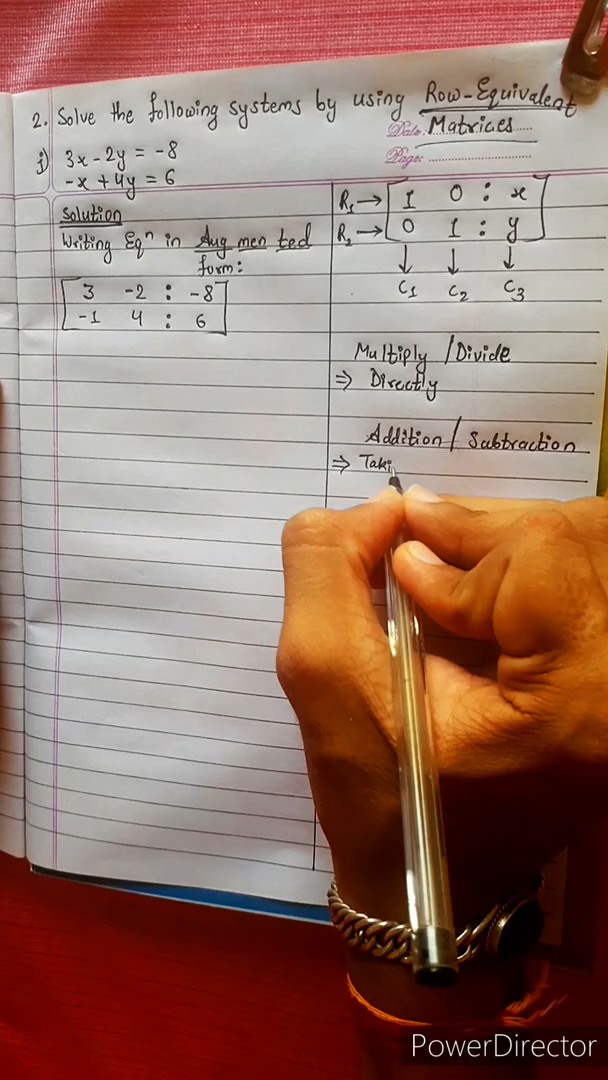 2. Solve the following systems by using Row-Equivalent
Matrices
Date:
Page:
i) 3x - 2y = -8
-x + 4y = 6
Solution
Writing Eqⁿ in Augmented
form:
[ 3 -2 : -8 ]
[ -1 4 : 6 ]
R₁ → [ 1 0 : x ]
R₂ → [ 0 1 : y ]
↓ ↓ ↓
C₁ C₂ C₃
Multiply / Divide
⇒ Directly
Addition / Subtraction
⇒ Taki
PowerDirector